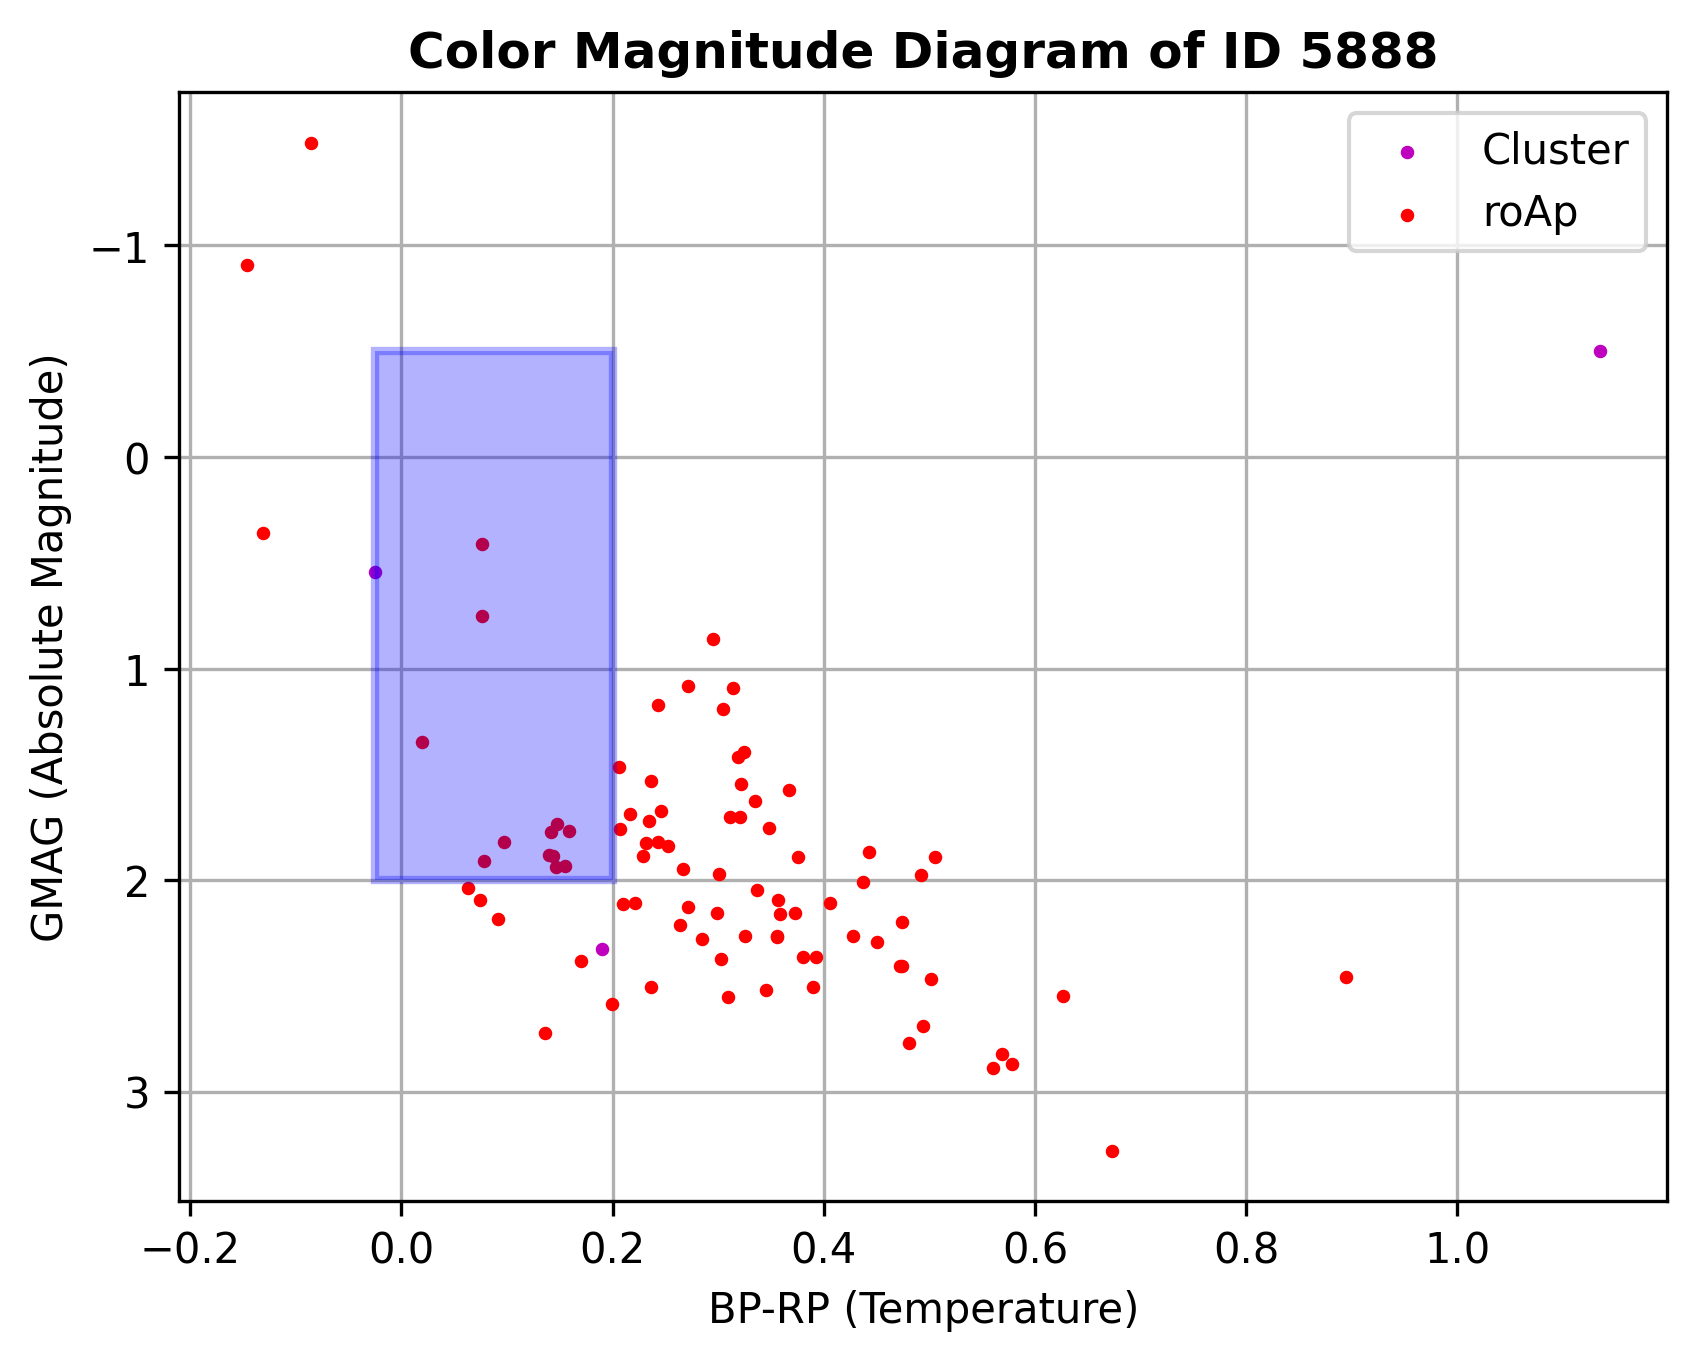 Color Magnitude Diagram of ID 5888
Cluster
roAp
GMAG (Absolute Magnitude)
−1
0
1
2
3
−0.2 0.0 0.2 0.4 0.6 0.8 1.0
BP-RP (Temperature)